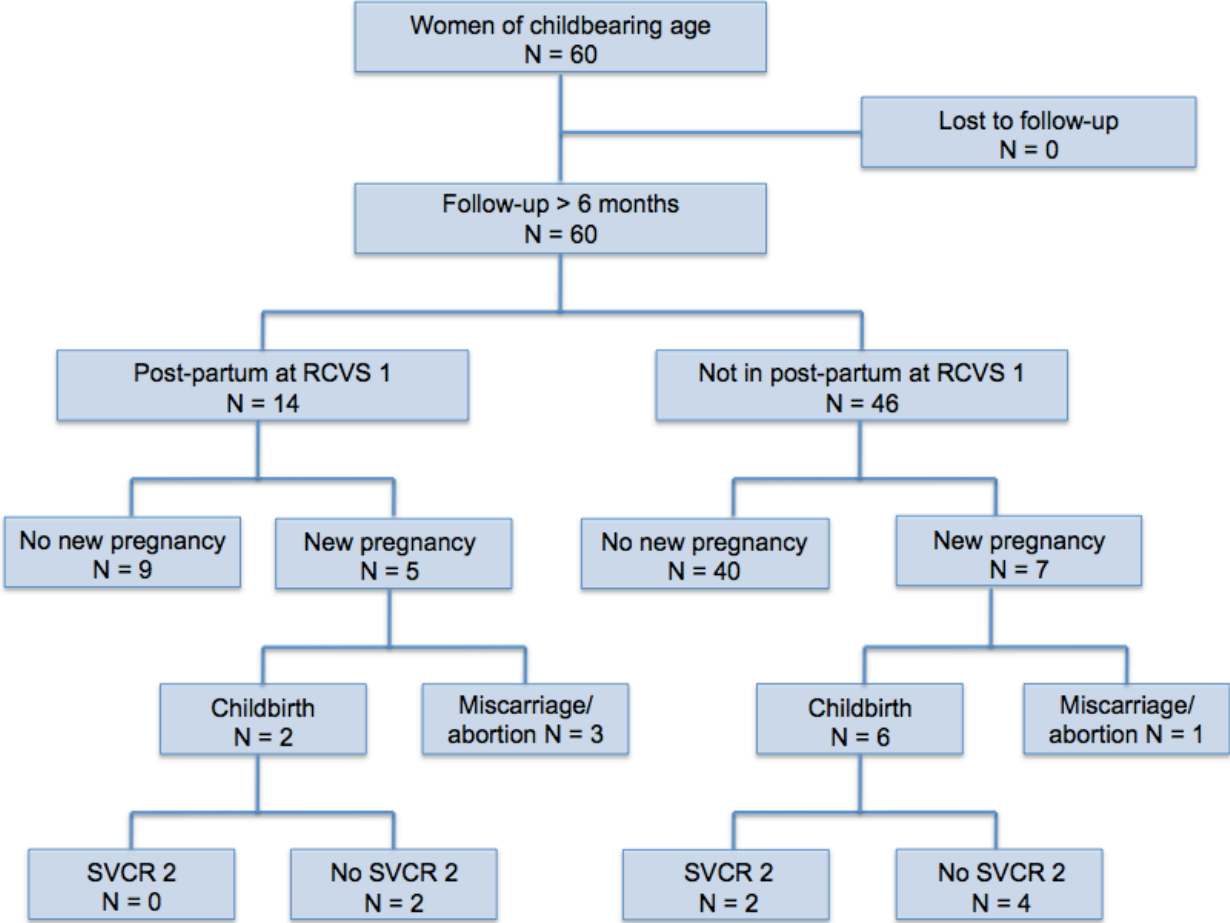 Women of childbearing age
N = 60
Lost to follow-up
N = 0
Follow-up > 6 months
N = 60
Post-partum at RCVS 1
N = 14
Not in post-partum at RCVS 1
N = 46
No new pregnancy
N = 9
New pregnancy
N = 5
No new pregnancy
N = 40
New pregnancy
N = 7
Childbirth
N = 2
Miscarriage/
abortion N = 3
Childbirth
N = 6
Miscarriage/
abortion N = 1
SVCR 2
N = 0
No SVCR 2
N = 2
SVCR 2
N = 2
No SVCR 2
N = 4